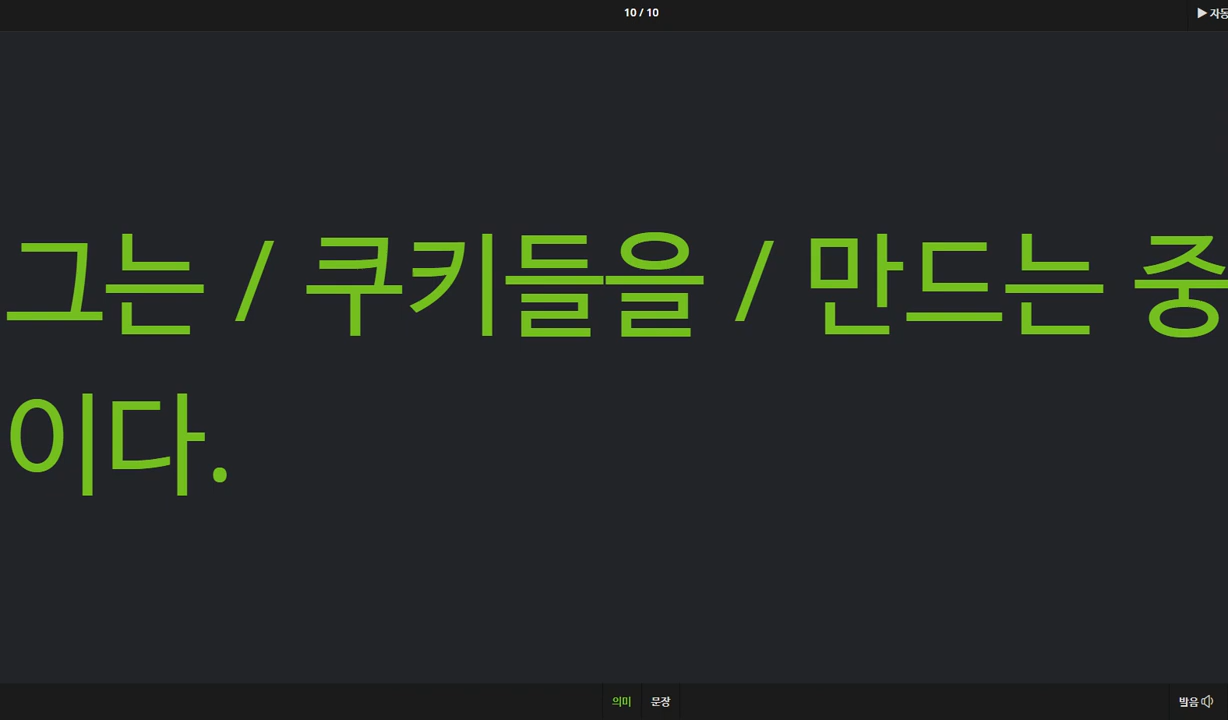 10 / 10
▶ 자동
그는 / 쿠키들을 / 만드는 중
이다.
의미 문장
발음